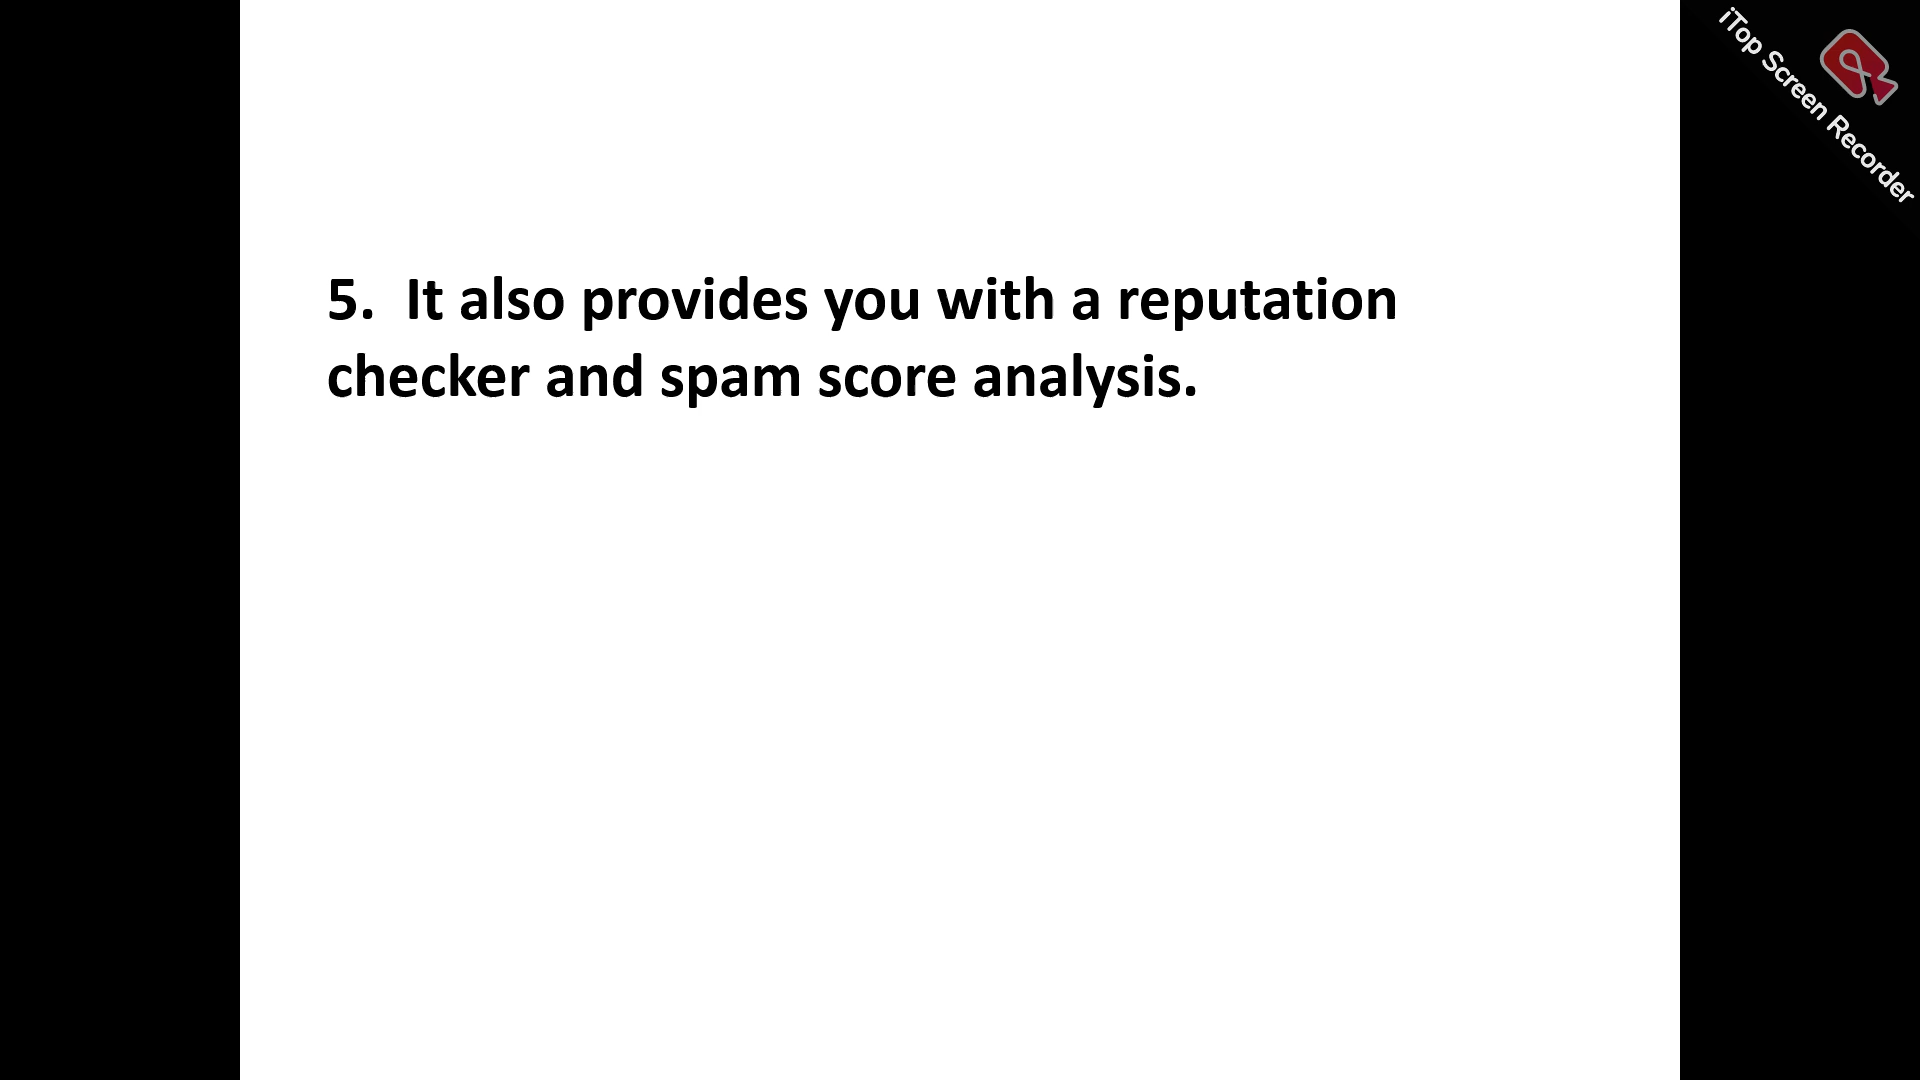 iTop Screen Recorder
5. It also provides you with a reputation
checker and spam score analysis.